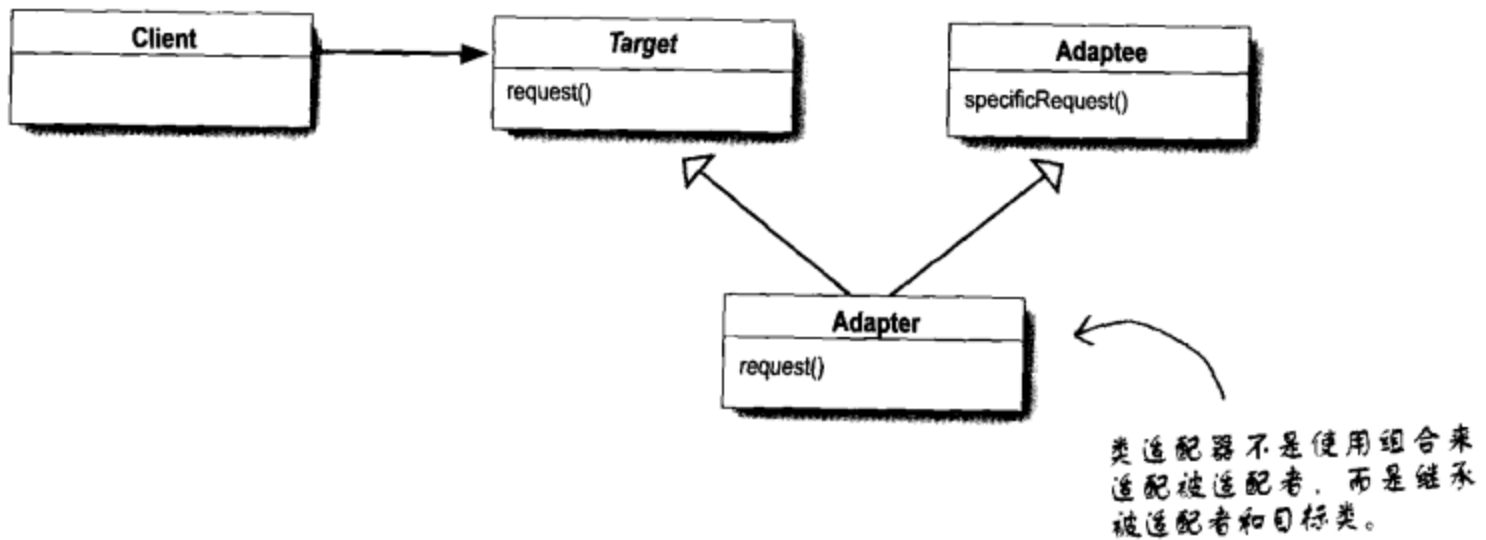 Client
Target
request()
Adaptee
specificRequest()
Adapter
request()
类适配器不是使用组合来
适配被适配者，而是继承
被适配者和目标类。